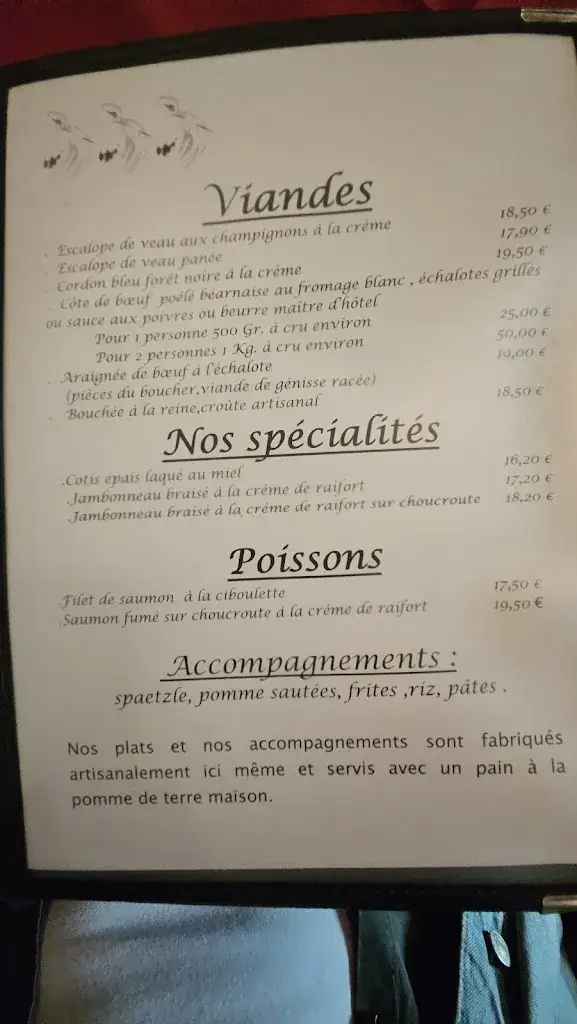 Viandes
. Escalope de veau aux champignons à la crème 18,50 €
. Escalope de veau panée 17,90 €
. Cordon bleu forêt noire à la crème 19,50 €
. Côte de bœuf poêlé béarnaise au fromage blanc , échalotes grillés
ou sauce aux poivres ou beurre maître d'hôtel
Pour 1 personne 500 Gr. à cru environ 25,00 €
Pour 2 personnes 1 Kg. à cru environ 50,00 €
. Araignée de bœuf à l'échalote 19,00 €
(pièces du boucher,viande de génisse racée)
. Bouchée à la reine,croûte artisanal 18,50 €
Nos spécialités
.Cotis épais laqué au miel 16,20 €
.Jambonneau braisé à la crème de raifort 17,20 €
.Jambonneau braisé à la crème de raifort sur choucroute 18,20 €
Poissons
.Filet de saumon à la ciboulette 17,50 €
.Saumon fumé sur choucroute à la crème de raifort 19,50 €
Accompagnements :
spaetzle, pomme sautées, frites ,riz, pâtes .
Nos plats et nos accompagnements sont fabriqués
artisanalement ici même et servis avec un pain à la
pomme de terre maison.